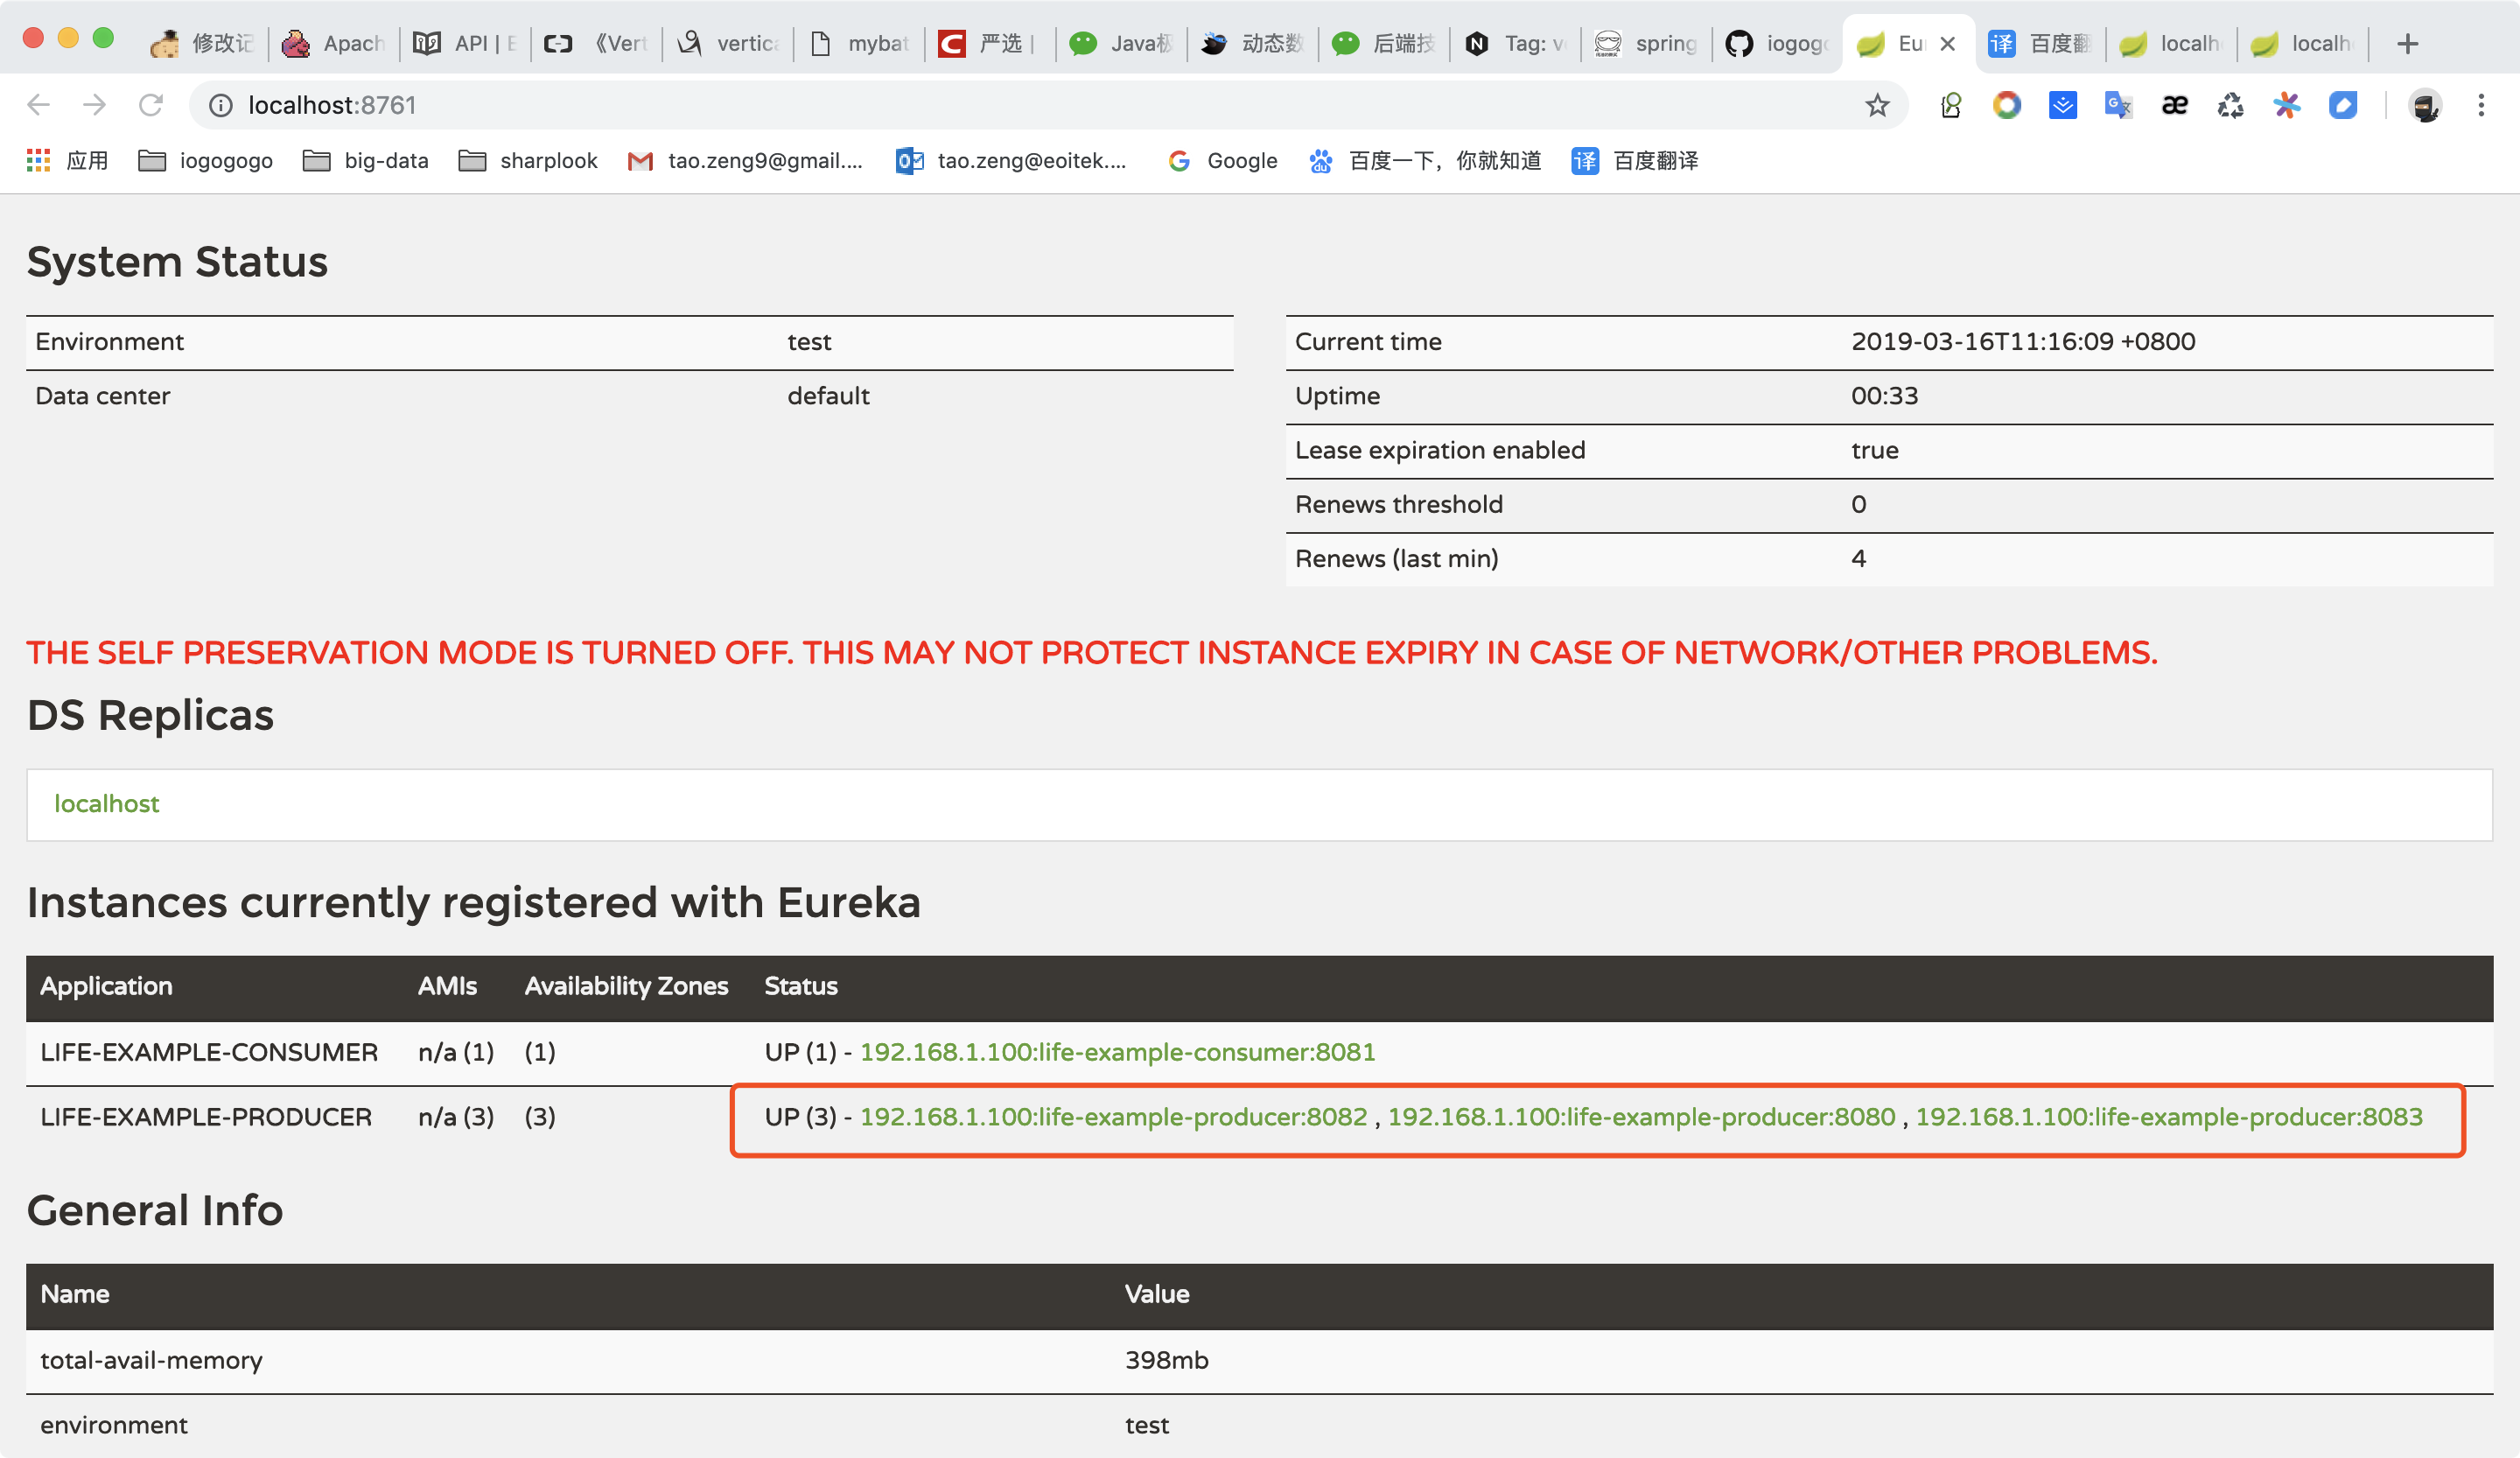 修改记 Apach API | E 《Vert vertica mybat 严选 | Java极 动态数 后端技 Tag: v spring iogogo Eur 百度翻 localh localh
localhost:8761
应用 iogogogo big-data sharplook tao.zeng9@gmail.... tao.zeng@eoitek.... Google 百度一下，你就知道 百度翻译
System Status
Environment test
Data center default
Current time 2019-03-16T11:16:09 +0800
Uptime 00:33
Lease expiration enabled true
Renews threshold 0
Renews (last min) 4
THE SELF PRESERVATION MODE IS TURNED OFF. THIS MAY NOT PROTECT INSTANCE EXPIRY IN CASE OF NETWORK/OTHER PROBLEMS.
DS Replicas
localhost
Instances currently registered with Eureka
Application AMIs Availability Zones Status
LIFE-EXAMPLE-CONSUMER n/a (1) (1) UP (1) - 192.168.1.100:life-example-consumer:8081
LIFE-EXAMPLE-PRODUCER n/a (3) (3) UP (3) - 192.168.1.100:life-example-producer:8082 , 192.168.1.100:life-example-producer:8080 , 192.168.1.100:life-example-producer:8083
General Info
Name Value
total-avail-memory 398mb
environment test